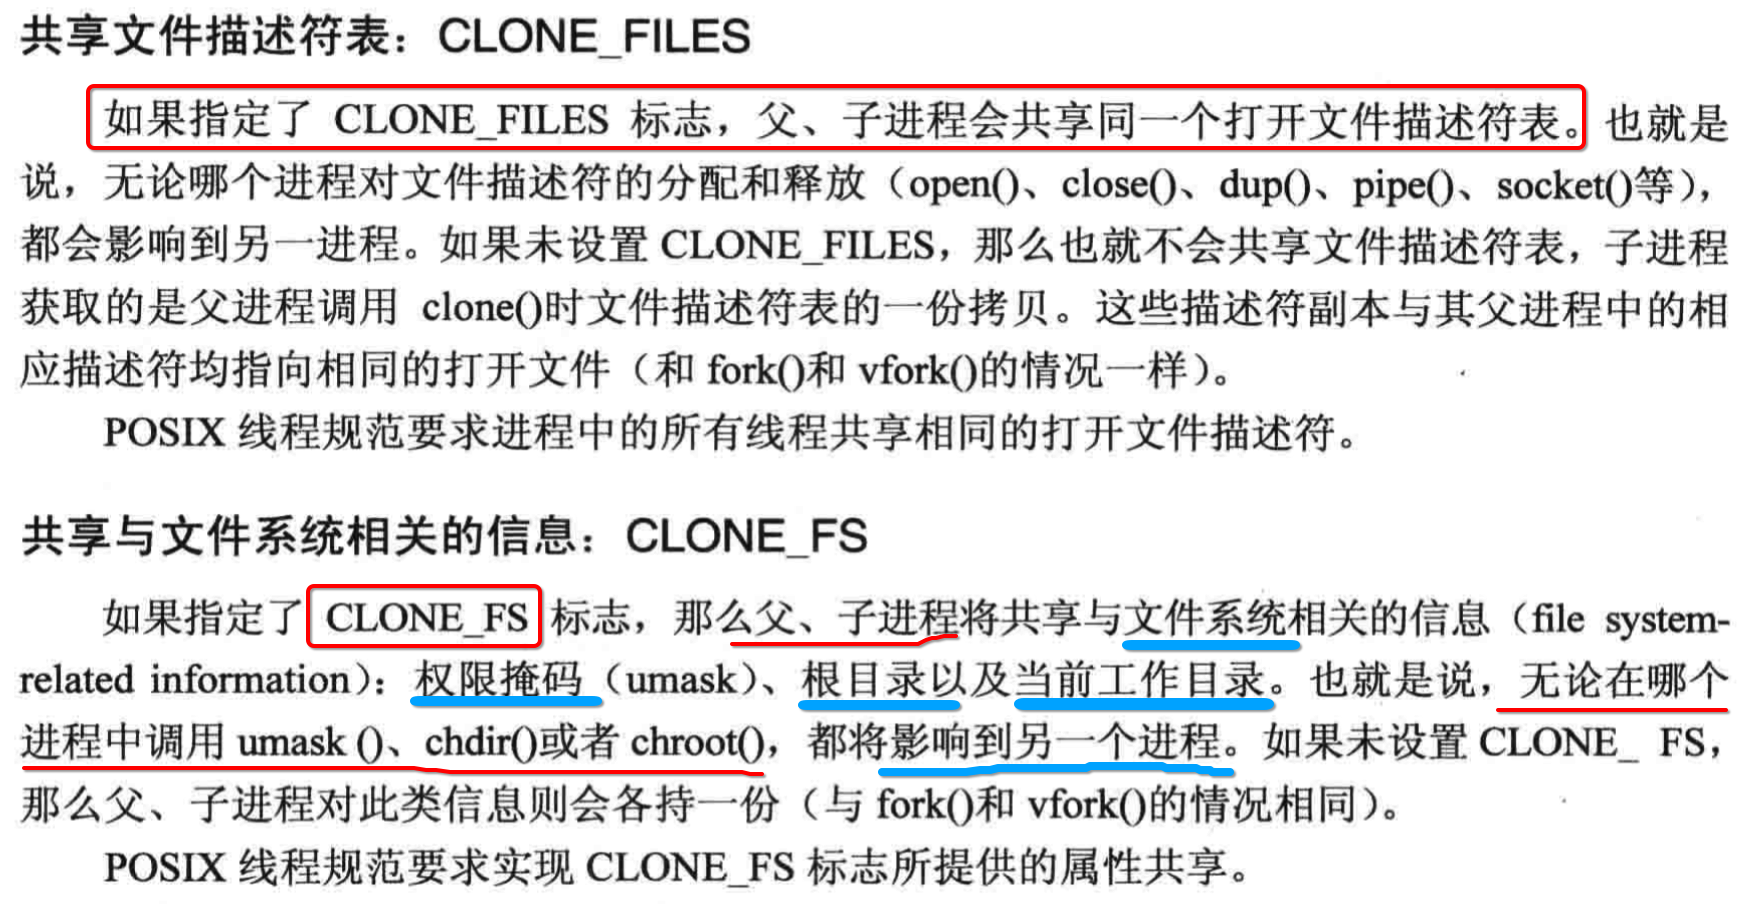 共享文件描述符表：CLONE_FILES
如果指定了 CLONE_FILES 标志，父、子进程会共享同一个打开文件描述符表。也就是
说，无论哪个进程对文件描述符的分配和释放（open()、close()、dup()、pipe()、socket()等），
都会影响到另一进程。如果未设置 CLONE_FILES，那么也就不会共享文件描述符表，子进程
获取的是父进程调用 clone()时文件描述符表的一份拷贝。这些描述符副本与其父进程中的相
应描述符均指向相同的打开文件（和 fork()和 vfork()的情况一样）。
POSIX 线程规范要求进程中的所有线程共享相同的打开文件描述符。
共享与文件系统相关的信息：CLONE_FS
如果指定了 CLONE_FS 标志，那么父、子进程将共享与文件系统相关的信息（file system-
related information）：权限掩码（umask）、根目录以及当前工作目录。也就是说，无论在哪个
进程中调用 umask ()、chdir()或者 chroot()，都将影响到另一个进程。如果未设置 CLONE_ FS，
那么父、子进程对此类信息则会各持一份（与 fork()和 vfork()的情况相同）。
POSIX 线程规范要求实现 CLONE_FS 标志所提供的属性共享。